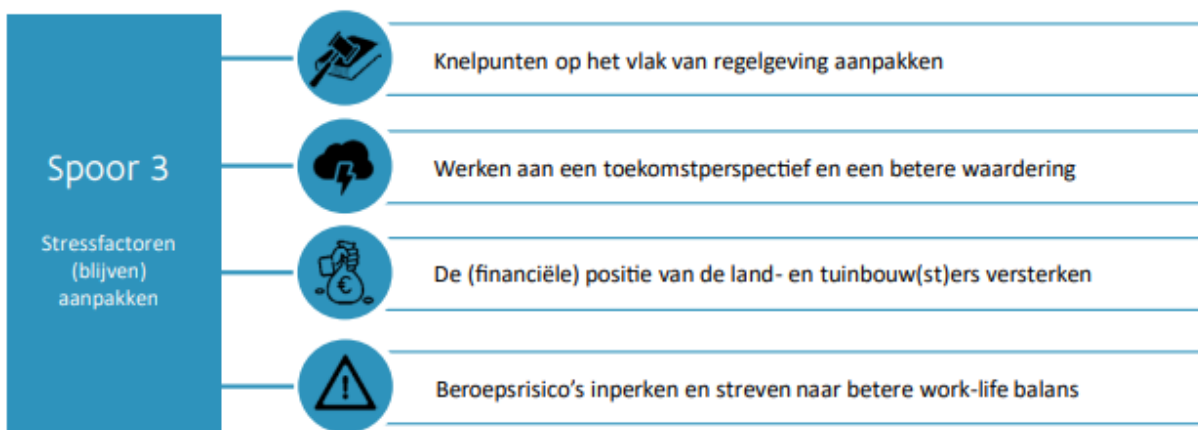 Spoor 3
Stressfactoren
(blijven)
aanpakken
Knelpunten op het vlak van regelgeving aanpakken
Werken aan een toekomstperspectief en een betere waardering
De (financiële) positie van de land- en tuinbouw(st)ers versterken
€
Beroepsrisico's inperken en streven naar betere work-life balans